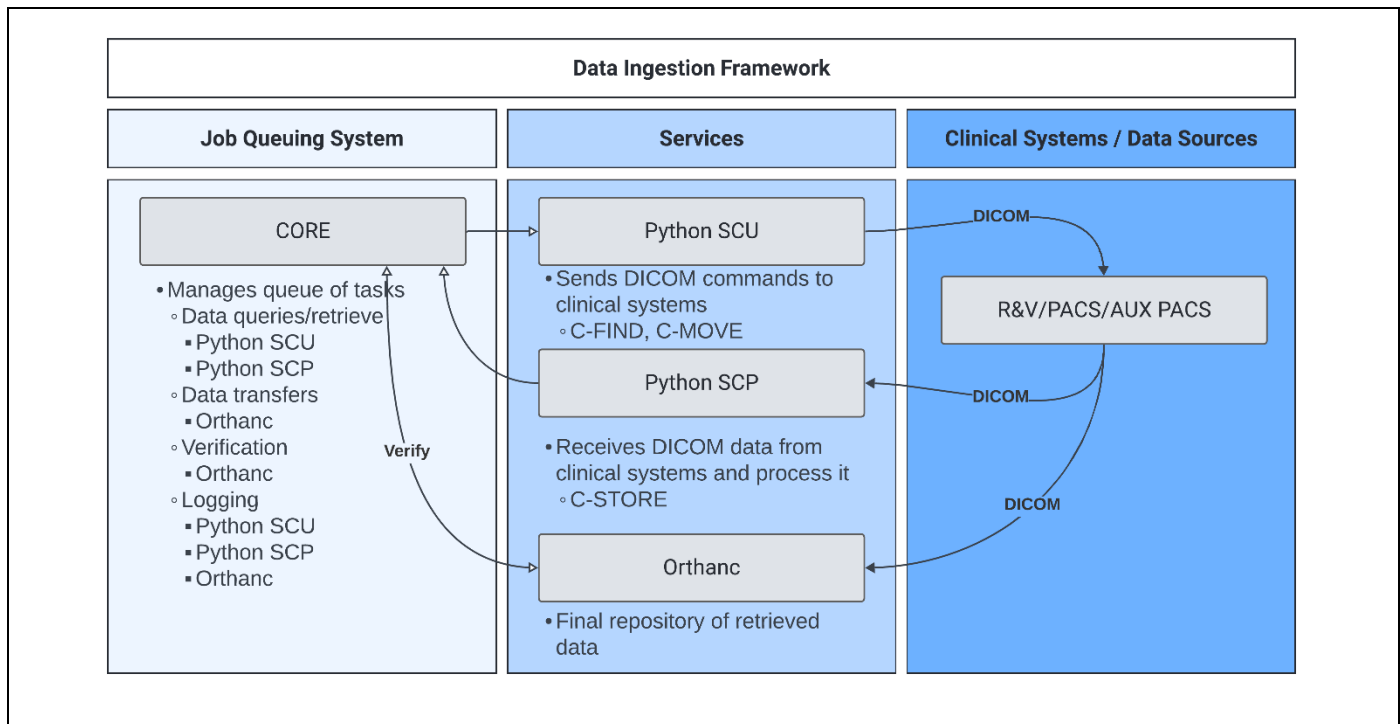 Data Ingestion Framework
Job Queuing System
Services
Clinical Systems / Data Sources
CORE
•Manages queue of tasks
◦Data queries/retrieve
▪Python SCU
▪Python SCP
◦Data transfers
▪Orthanc
◦Verification
▪Orthanc
◦Logging
▪Python SCU
▪Python SCP
▪Orthanc
Verify
Python SCU
•Sends DICOM commands to
clinical systems
◦C-FIND, C-MOVE
Python SCP
•Receives DICOM data from
clinical systems and process it
◦C-STORE
Orthanc
•Final repository of retrieved
data
DICOM
R&V/PACS/AUX PACS
DICOM
DICOM